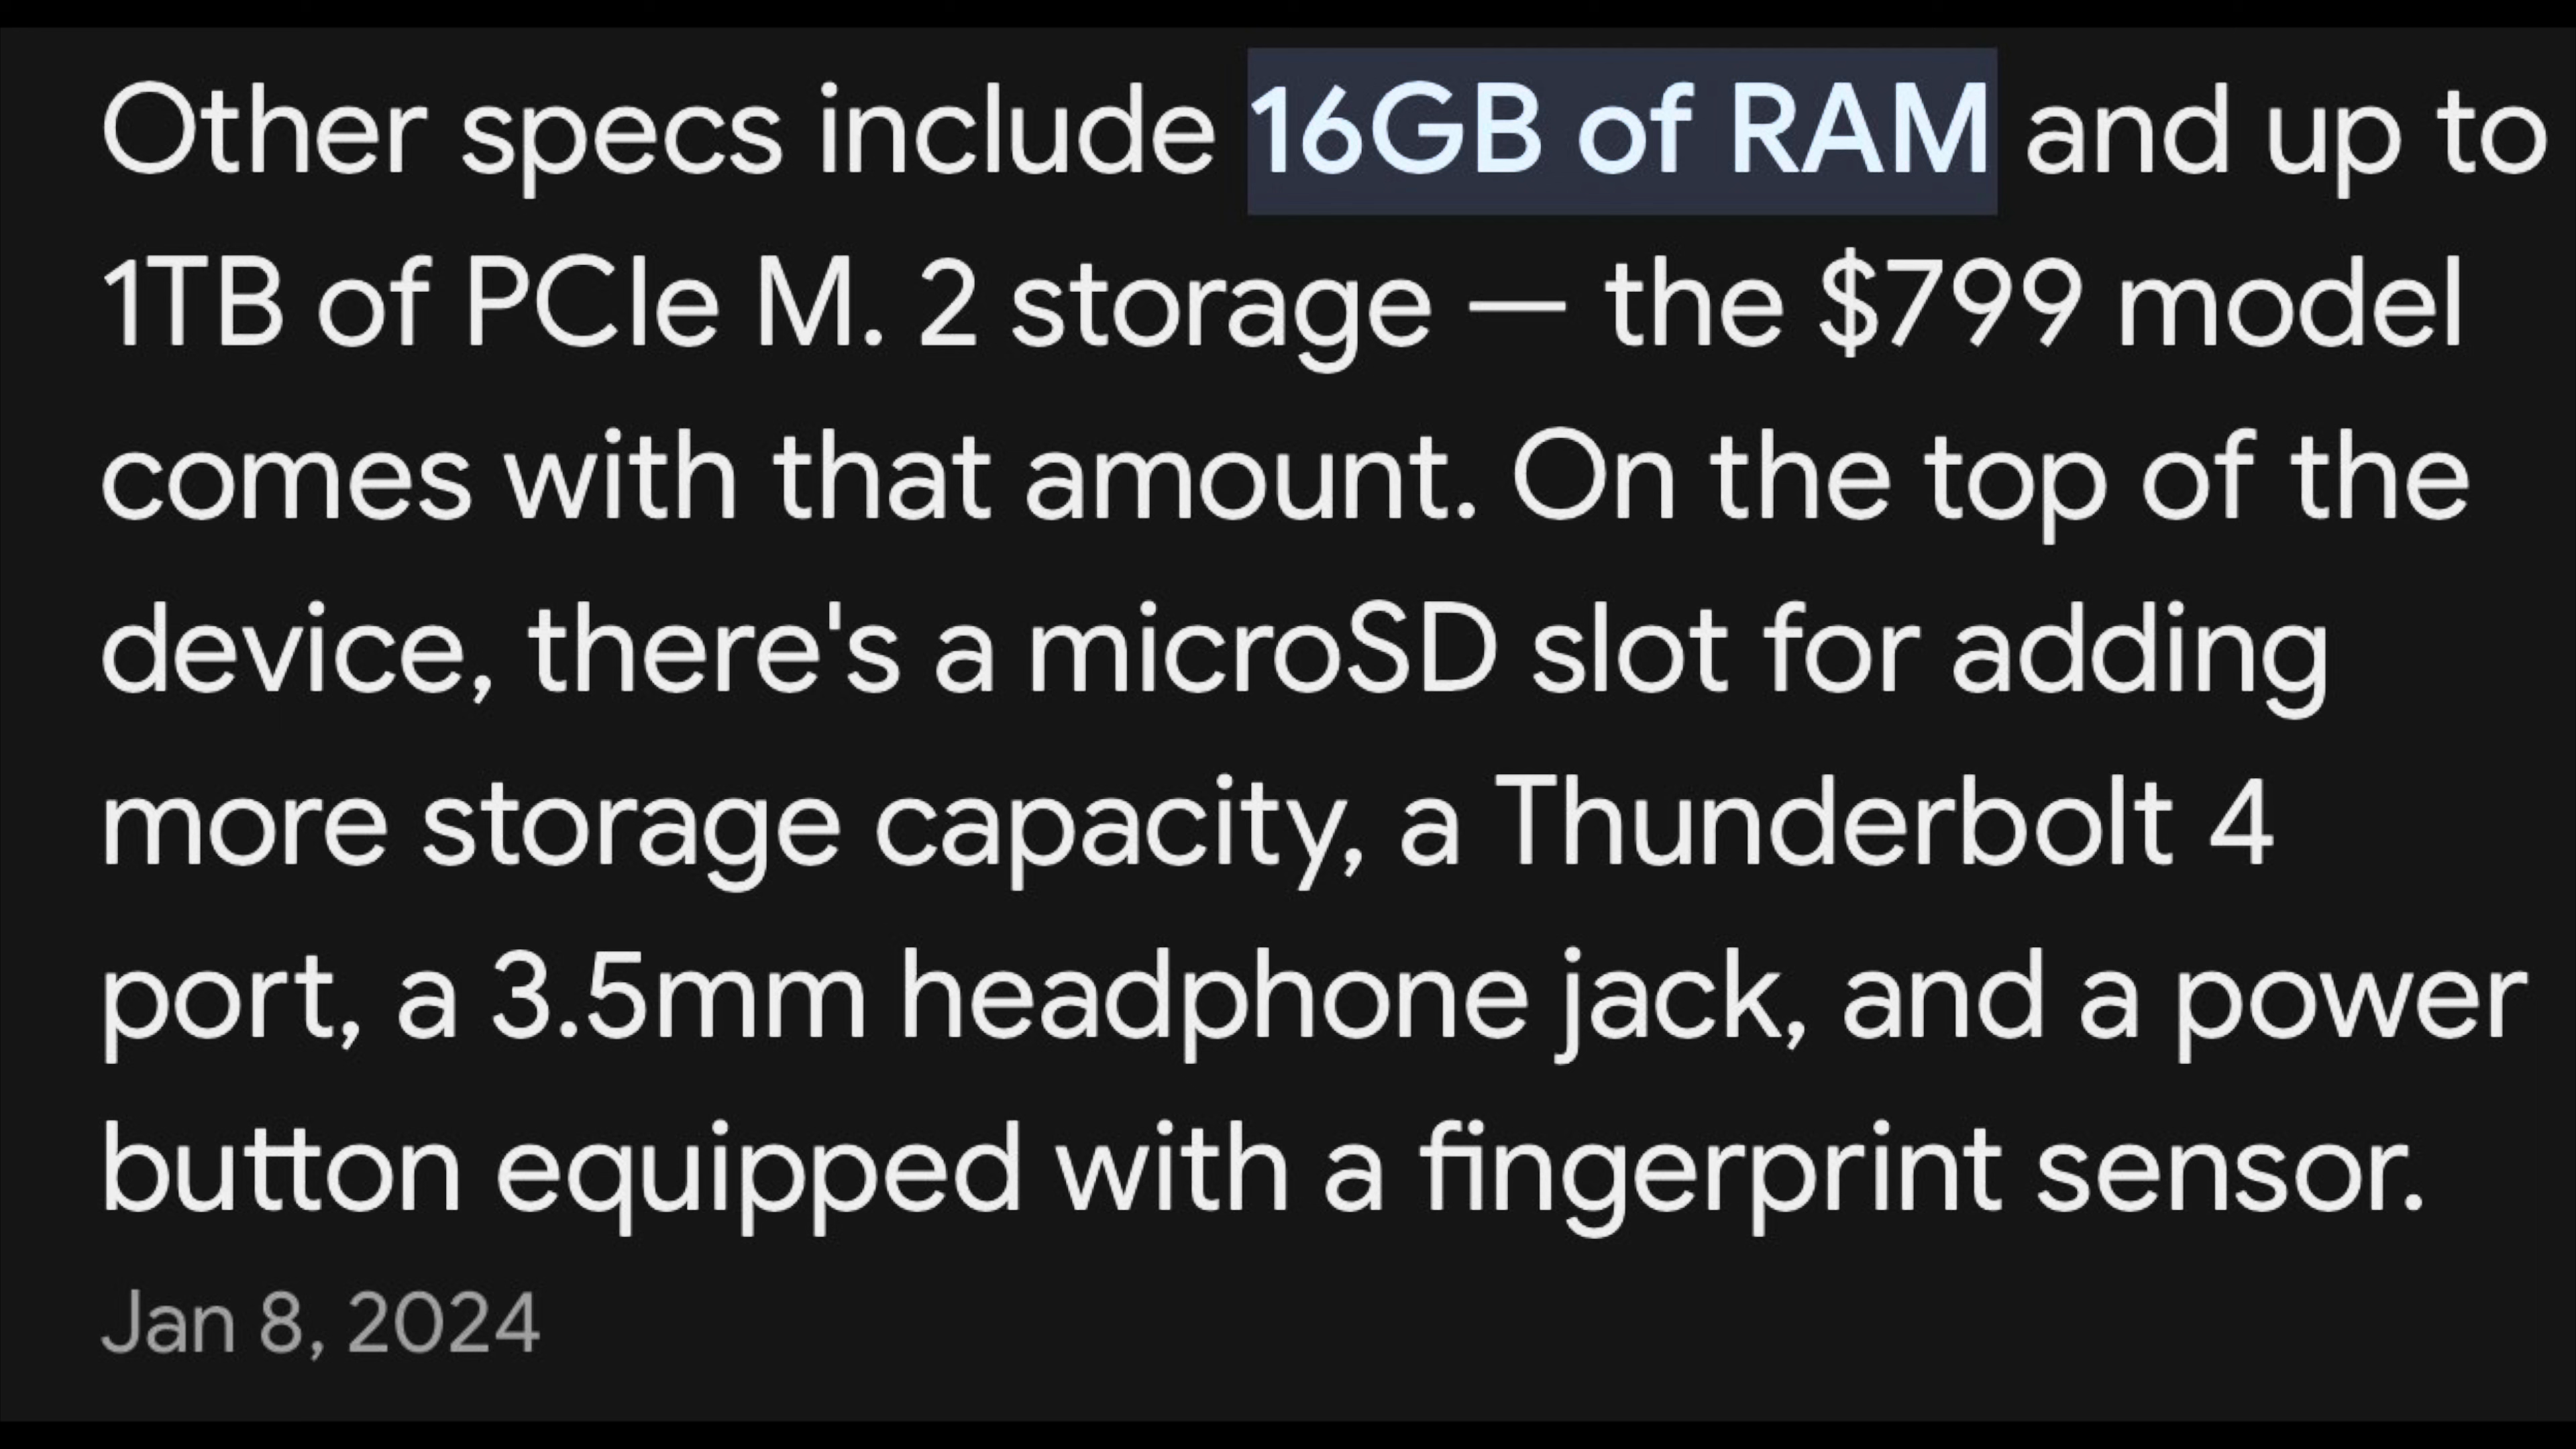 Other specs include 16GB of RAM and up to
1TB of PCIe M. 2 storage — the $799 model
comes with that amount. On the top of the
device, there's a microSD slot for adding
more storage capacity, a Thunderbolt 4
port, a 3.5mm headphone jack, and a power
button equipped with a fingerprint sensor.
Jan 8, 2024